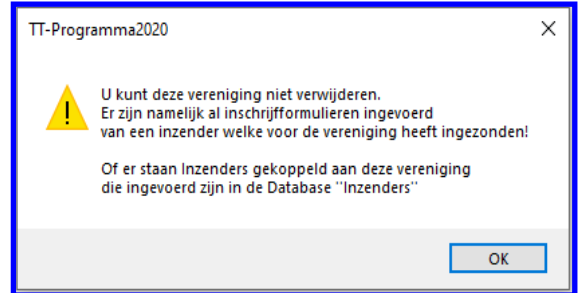 TT-Programma2020
U kunt deze vereniging niet verwijderen.
Er zijn namelijk al inschrijfformulieren ingevoerd
van een inzender welke voor de vereniging heeft ingezonden!
Of er staan Inzenders gekoppeld aan deze vereniging
die ingevoerd zijn in de Database "Inzenders"
OK